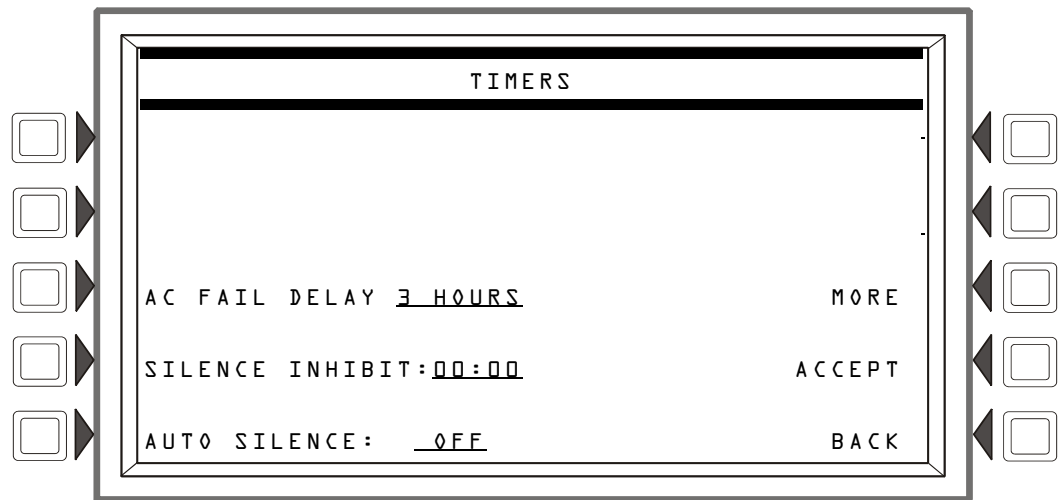 TIMERS
AC FAIL DELAY 3 HOURS MORE
SILENCE INHIBIT:00:00 ACCEPT
AUTO SILENCE: OFF BACK